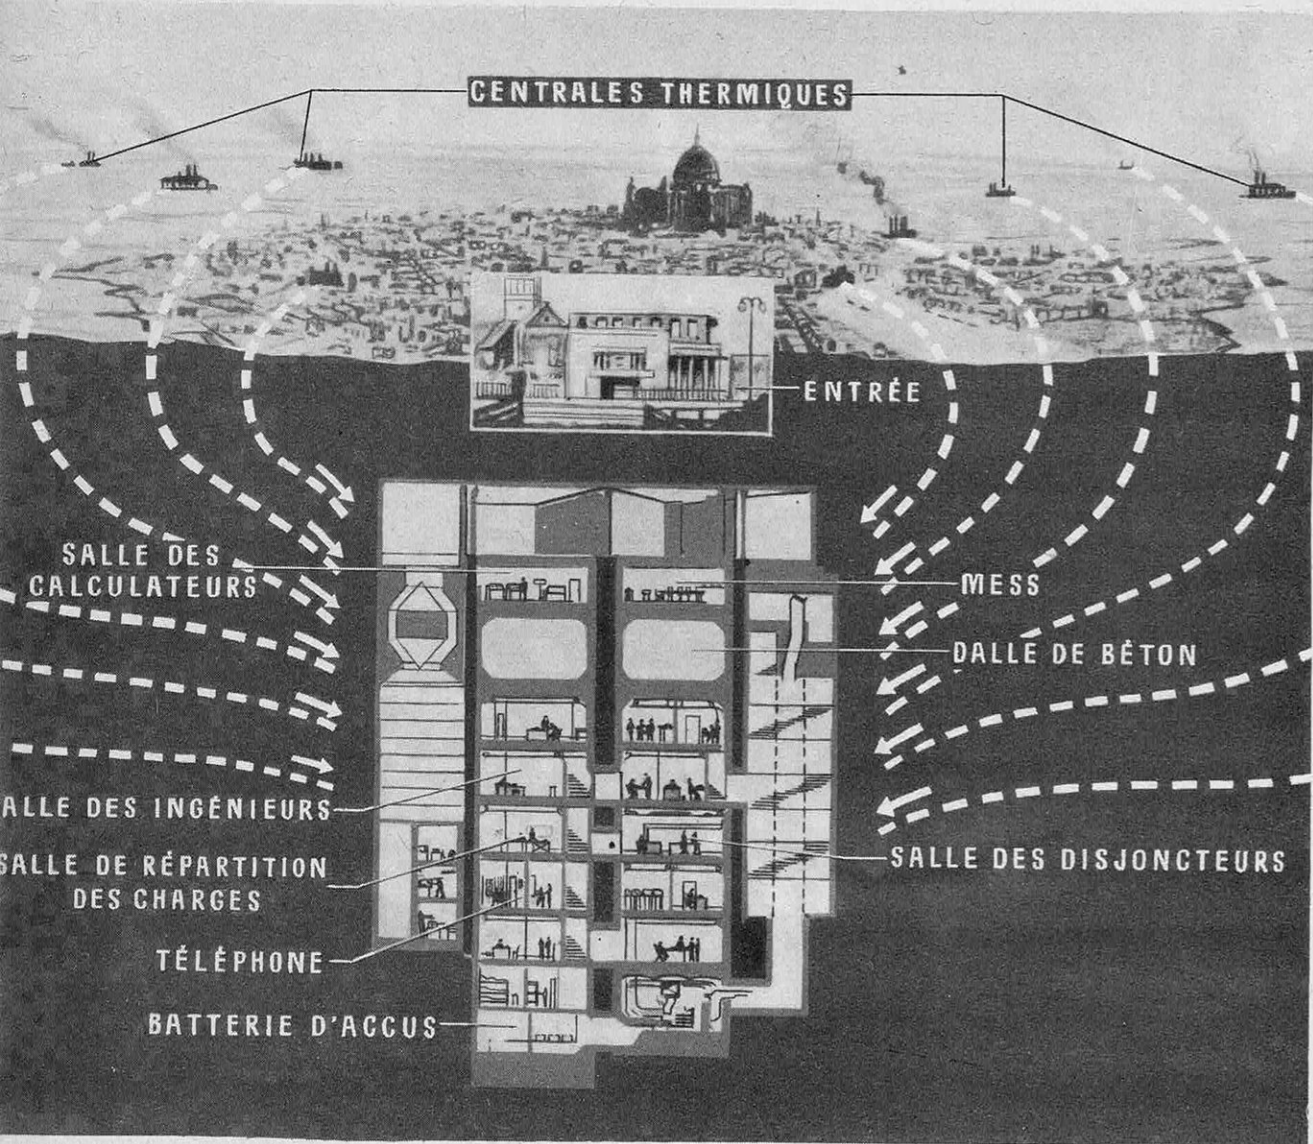 CENTRALES THERMIQUES
ENTRÉE
SALLE DES
CALCULATEURS
MESS
DALLE DE BÉTON
ALLE DES INGÉNIEURS
SALLE DE RÉPARTITION
DES CHARGES
SALLE DES DISJONCTEURS
TÉLÉPHONE
BATTERIE D'ACCUS